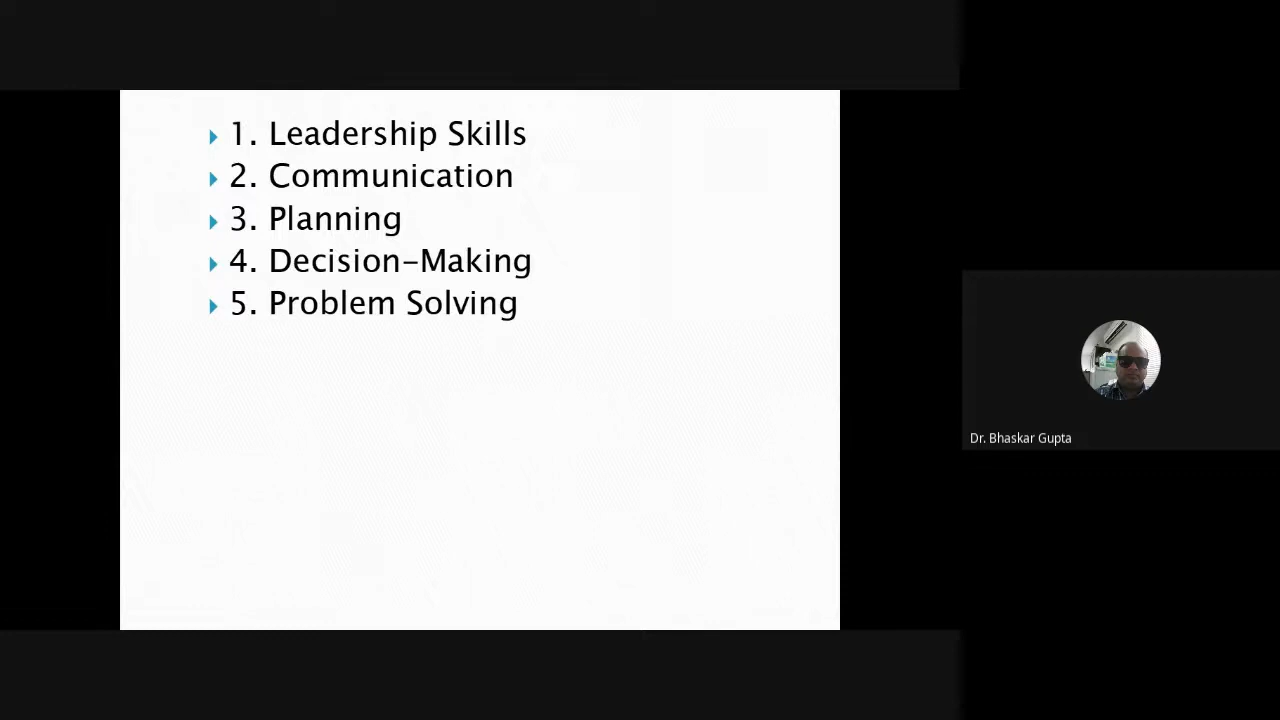 1. Leadership Skills
2. Communication
3. Planning
4. Decision-Making
5. Problem Solving
Dr. Bhaskar Gupta